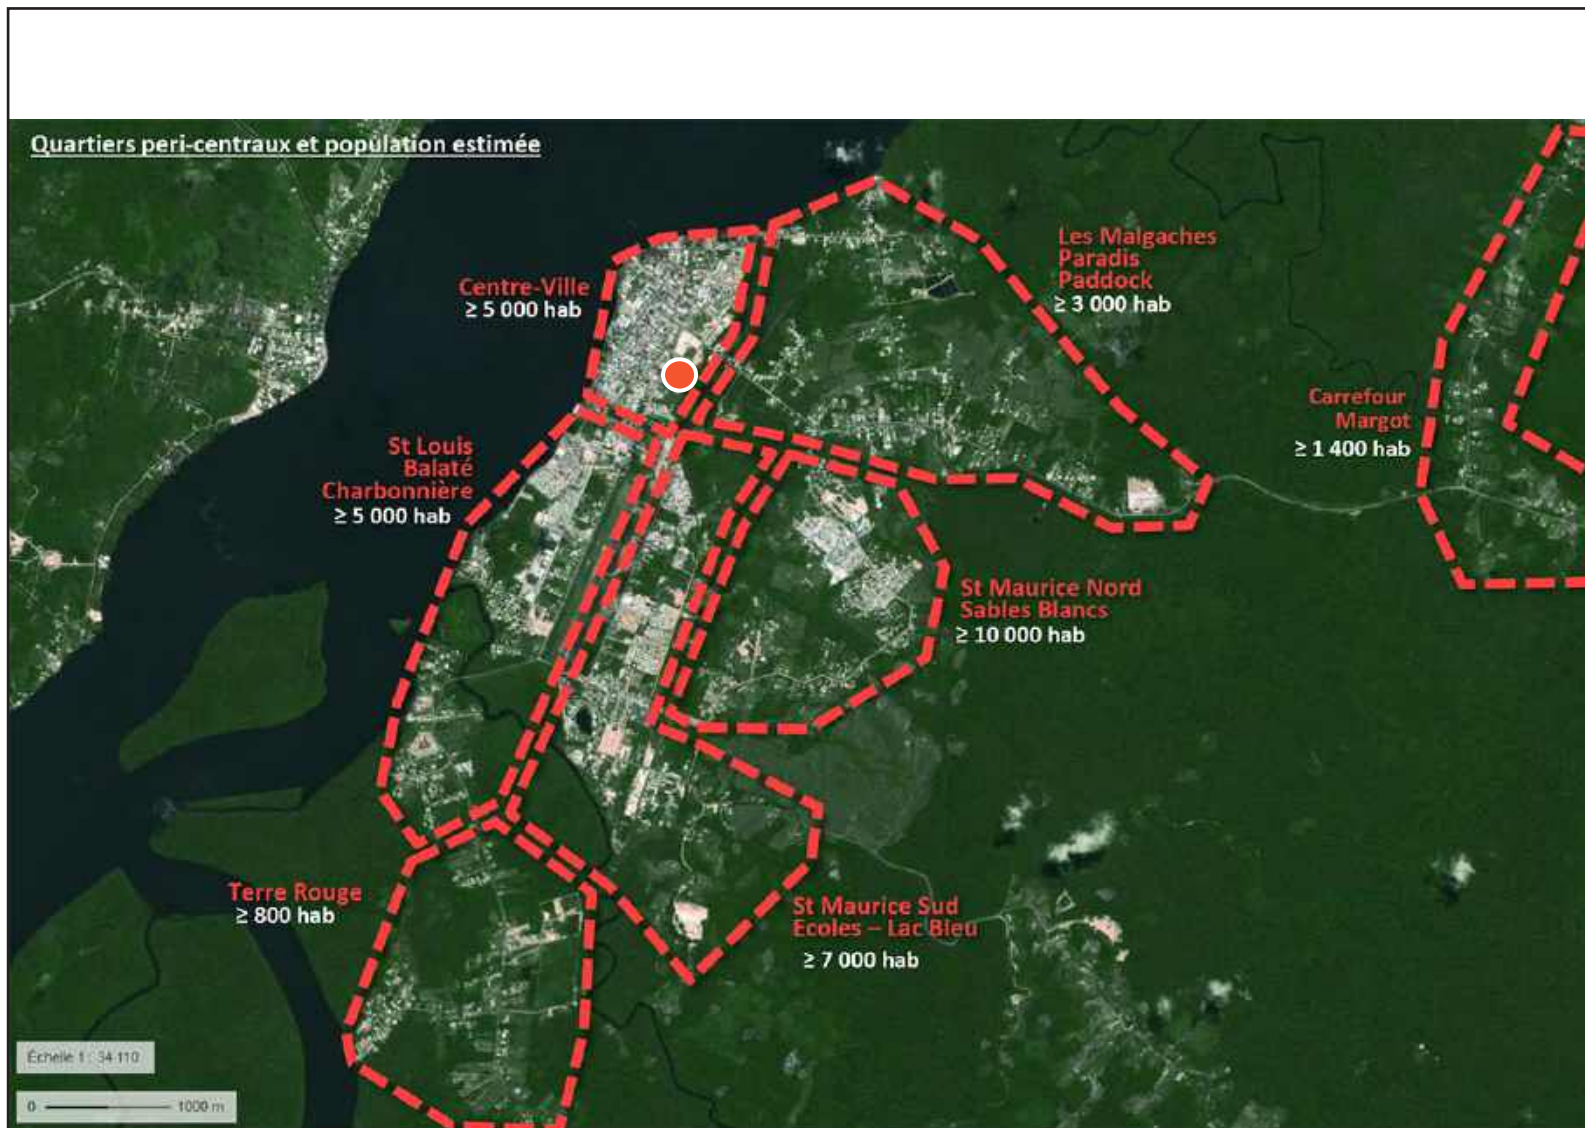 Quartiers peri-centraux et population estimée
Les Malgaches
Paradis
Paddock
≥ 3 000 hab
Centre-Ville
≥ 5 000 hab
Carrefour
Margot
≥ 1 400 hab
St Louis
Balaté
Charbonnière
≥ 5 000 hab
St Maurice Nord
Sables Blancs
≥ 10 000 hab
Terre Rouge
≥ 800 hab
St Maurice Sud
Ecoles – Lac Bleu
≥ 7 000 hab
Échelle 1 : 34 110
0 1000 m